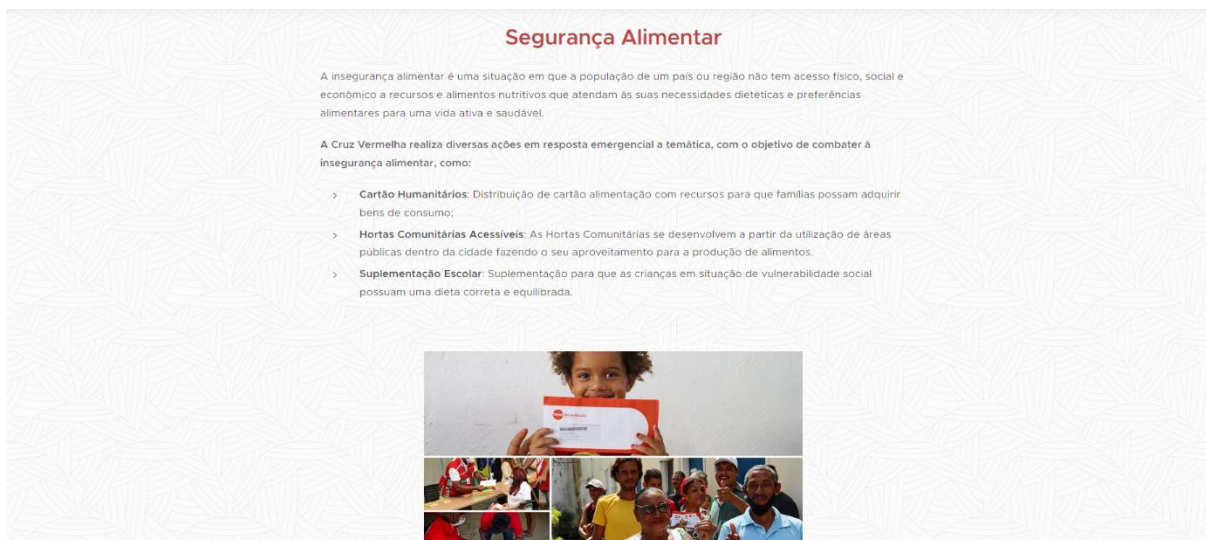 Segurança Alimentar
A insegurança alimentar é uma situação em que a população de um país ou região não tem acesso físico, social e
econômico a recursos e alimentos nutritivos que atendam às suas necessidades dietéticas e preferências
alimentares para uma vida ativa e saudável.
A Cruz Vermelha realiza diversas ações em resposta emergencial a temática, com o objetivo de combater à
insegurança alimentar, como:
> Cartão Humanitários: Distribuição de cartão alimentação com recursos para que famílias possam adquirir
bens de consumo;
> Hortas Comunitárias Acessíveis: As Hortas Comunitárias se desenvolvem a partir da utilização de áreas
públicas dentro da cidade fazendo o seu aproveitamento para a produção de alimentos.
> Suplementação Escolar: Suplementação para que as crianças em situação de vulnerabilidade social
possuam uma dieta correta e equilibrada.